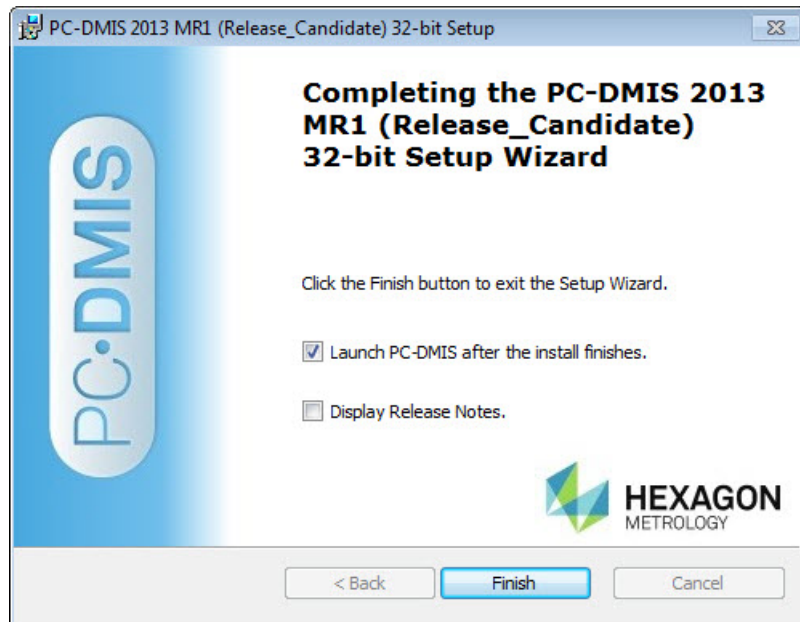 PC-DMIS 2013 MR1 (Release_Candidate) 32-bit Setup
PC•DMIS
Completing the PC-DMIS 2013
MR1 (Release_Candidate)
32-bit Setup Wizard
Click the Finish button to exit the Setup Wizard.
Launch PC-DMIS after the install finishes.
Display Release Notes.
HEXAGON
METROLOGY
< Back
Finish
Cancel